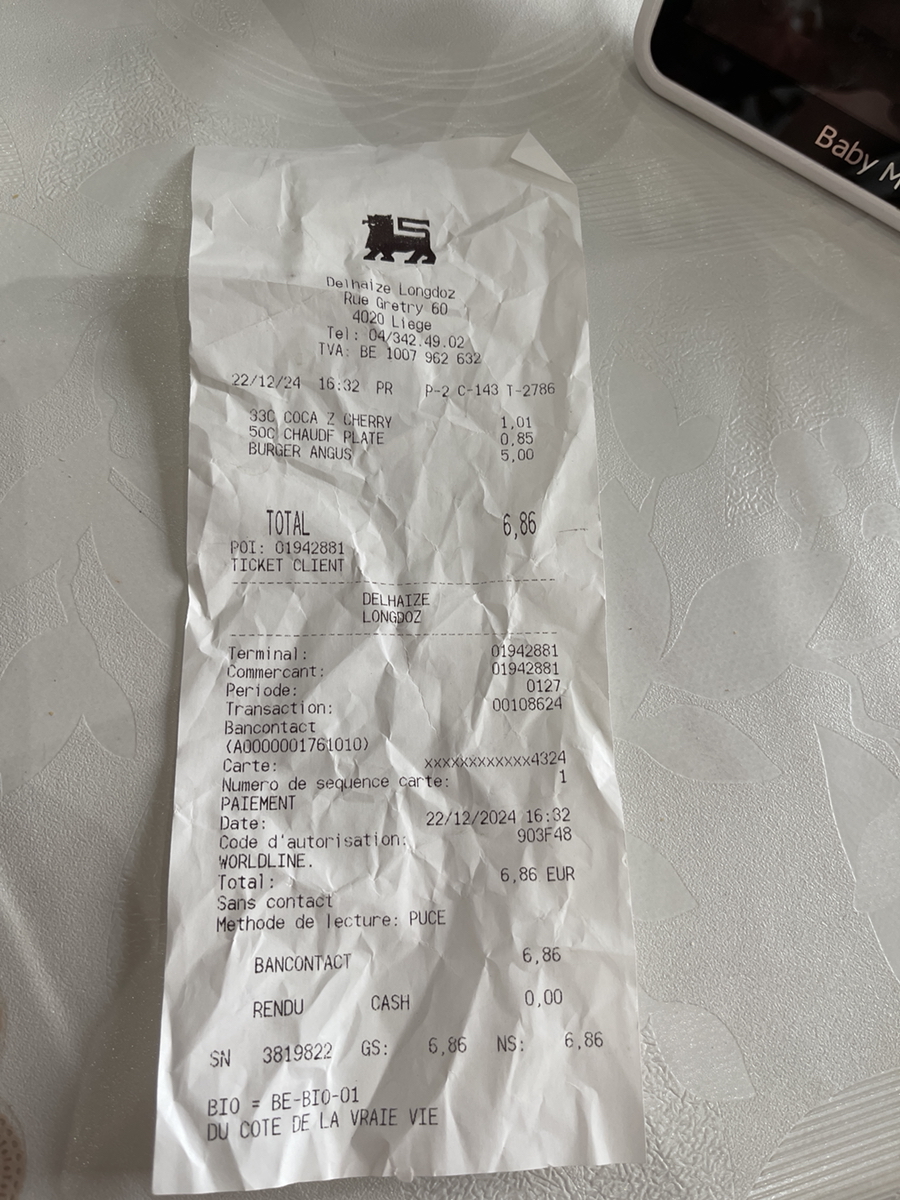 Baby M
Delhaize Longdoz
Rue Gretry 60
4020 Liege
Tel: 04/342.49.02
TVA: BE 1007 962 632
22/12/24 16:32 PR P-2 C-143 T-2786
33C COCA Z CHERRY 1,01
50C CHAUDF PLATE 0,85
BURGER ANGUS 5,00
TOTAL 6,86
POI: 01942881
TICKET CLIENT
DELHAIZE
LONGDOZ
Terminal: 01942881
Commercant: 01942881
Periode: 0127
Transaction: 00108624
Bancontact
(A0000001761010)
Carte: xxxxxxxxxxxx4324
Numero de sequence carte: 1
PAIEMENT
Date: 22/12/2024 16:32
Code d'autorisation: 903F48
WORLDLINE.
Total: 6,86 EUR
Sans contact
Methode de lecture: PUCE
BANCONTACT 6,86
RENDU CASH 0,00
SN 3819822 GS: 6,86 NS: 6,86
BIO = BE-BIO-01
DU COTE DE LA VRAIE VIE